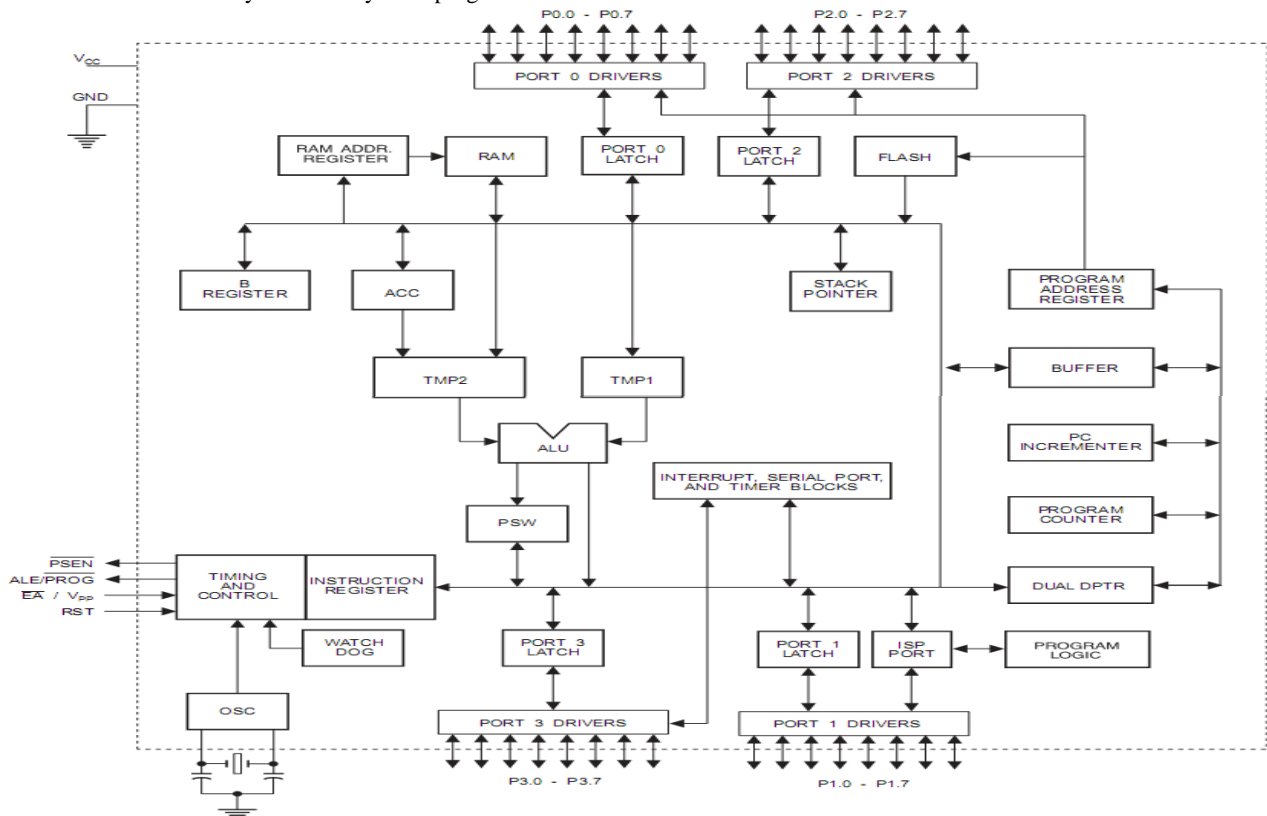 P0.0 - P0.7
P2.0 - P2.7
VCC
GND
PORT 0 DRIVERS
PORT 2 DRIVERS
RAM ADDR.
REGISTER
RAM
PORT 0
LATCH
PORT 2
LATCH
FLASH
B
REGISTER
ACC
STACK
POINTER
PROGRAM
ADDRESS
REGISTER
TMP2
TMP1
BUFFER
ALU
PC
INCREMENTER
INTERRUPT, SERIAL PORT,
AND TIMER BLOCKS
PSW
PROGRAM
COUNTER
PSEN
ALE/PROG
EA / VPP
RST
TIMING
AND
CONTROL
INSTRUCTION
REGISTER
DUAL DPTR
WATCH
DOG
PORT 3
LATCH
PORT 1
LATCH
ISP
PORT
PROGRAM
LOGIC
OSC
PORT 3 DRIVERS
PORT 1 DRIVERS
P3.0 - P3.7
P1.0 - P1.7